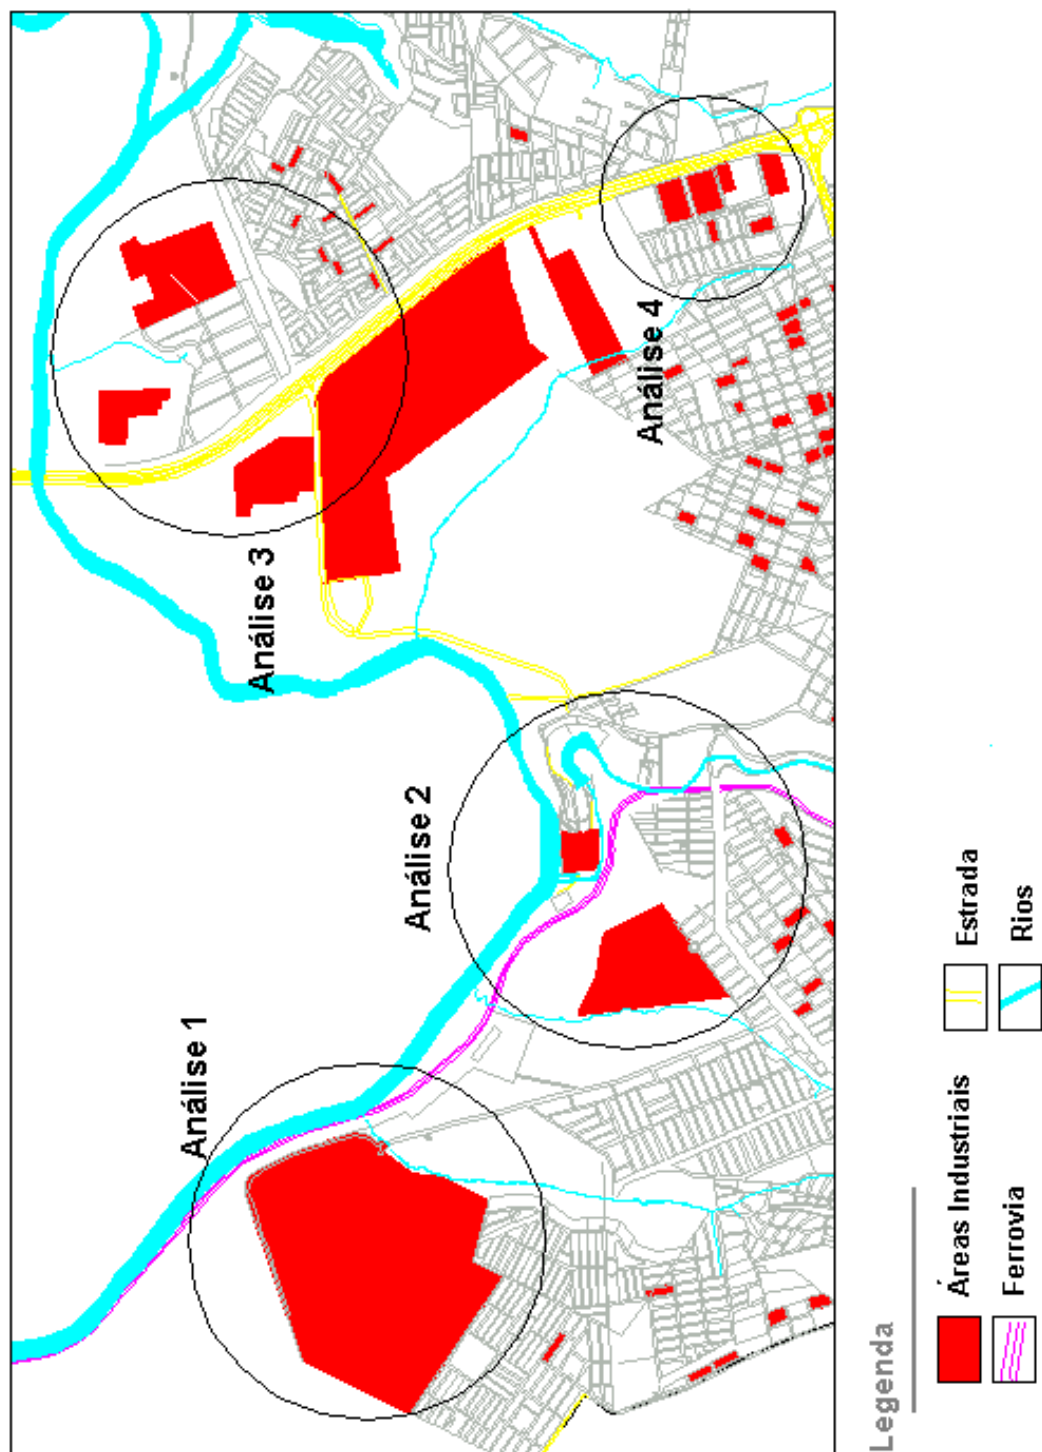 Análise 1
Análise 2
Análise 3
Análise 4
Legenda
Áreas Industriais
Estrada
Ferrovia
Rios